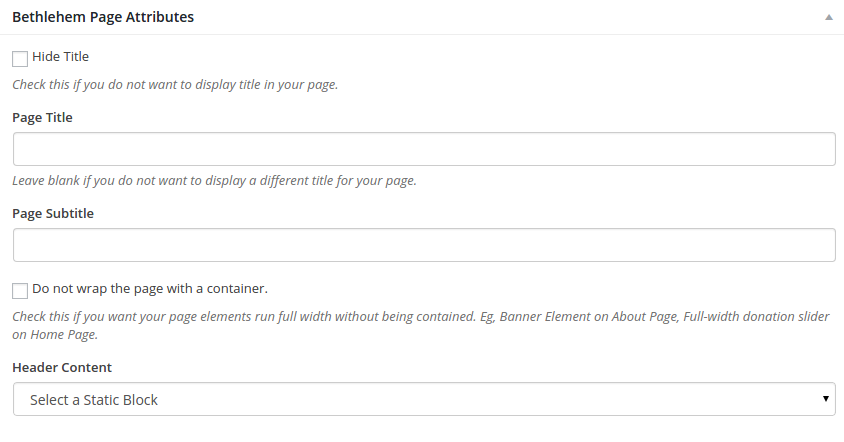 Bethlehem Page Attributes
Hide Title
Check this if you do not want to display title in your page.
Page Title
Leave blank if you do not want to display a different title for your page.
Page Subtitle
Do not wrap the page with a container.
Check this if you want your page elements run full width without being contained. Eg, Banner Element on About Page, Full-width donation slider
on Home Page.
Header Content
Select a Static Block